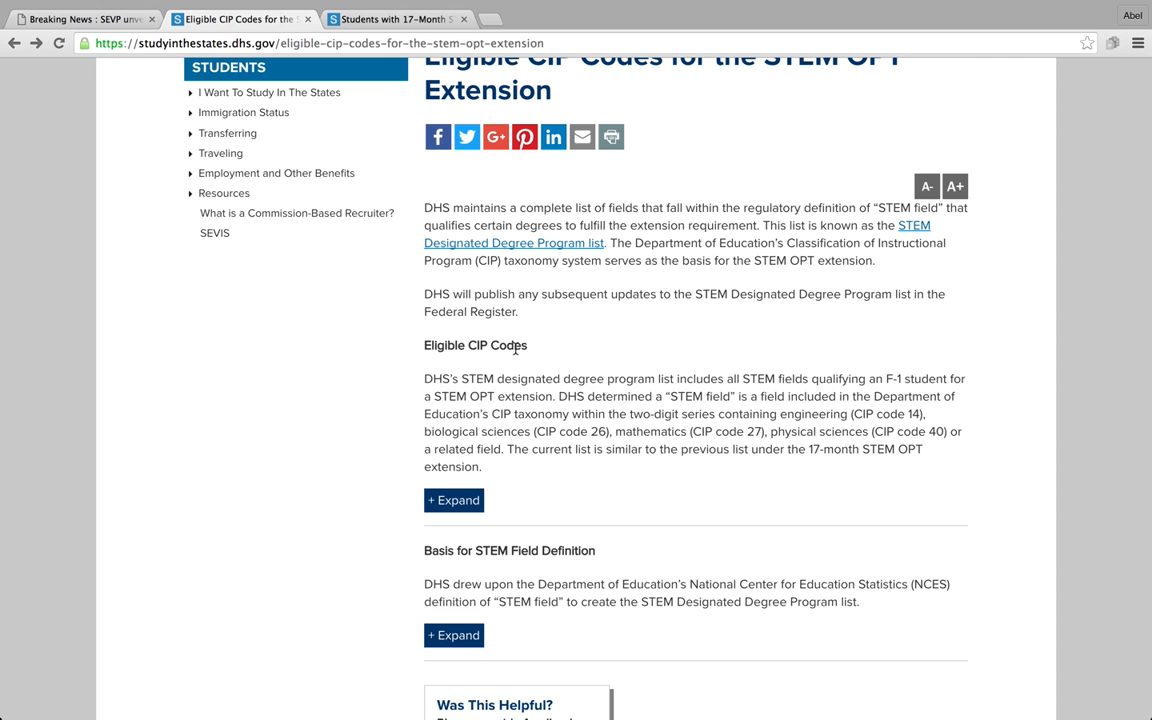 Breaking News : SEVP unve
Eligible CIP Codes for the S
Students with 17-Month S
Abel
https://studyinthestates.dhs.gov/eligible-cip-codes-for-the-stem-opt-extension
STUDENTS
I Want To Study In The States
Immigration Status
Transferring
Traveling
Employment and Other Benefits
Resources
What is a Commission-Based Recruiter?
SEVIS
Eligible CIP Codes for the STEM OPT
Extension
A- A+
DHS maintains a complete list of fields that fall within the regulatory definition of “STEM field” that
qualifies certain degrees to fulfill the extension requirement. This list is known as the STEM
Designated Degree Program list. The Department of Education’s Classification of Instructional
Program (CIP) taxonomy system serves as the basis for the STEM OPT extension.
DHS will publish any subsequent updates to the STEM Designated Degree Program list in the
Federal Register.
Eligible CIP Codes
DHS’s STEM designated degree program list includes all STEM fields qualifying an F-1 student for
a STEM OPT extension. DHS determined a “STEM field” is a field included in the Department of
Education’s CIP taxonomy within the two-digit series containing engineering (CIP code 14),
biological sciences (CIP code 26), mathematics (CIP code 27), physical sciences (CIP code 40) or
a related field. The current list is similar to the previous list under the 17-month STEM OPT
extension.
+ Expand
Basis for STEM Field Definition
DHS drew upon the Department of Education’s National Center for Education Statistics (NCES)
definition of “STEM field” to create the STEM Designated Degree Program list.
+ Expand
Was This Helpful?